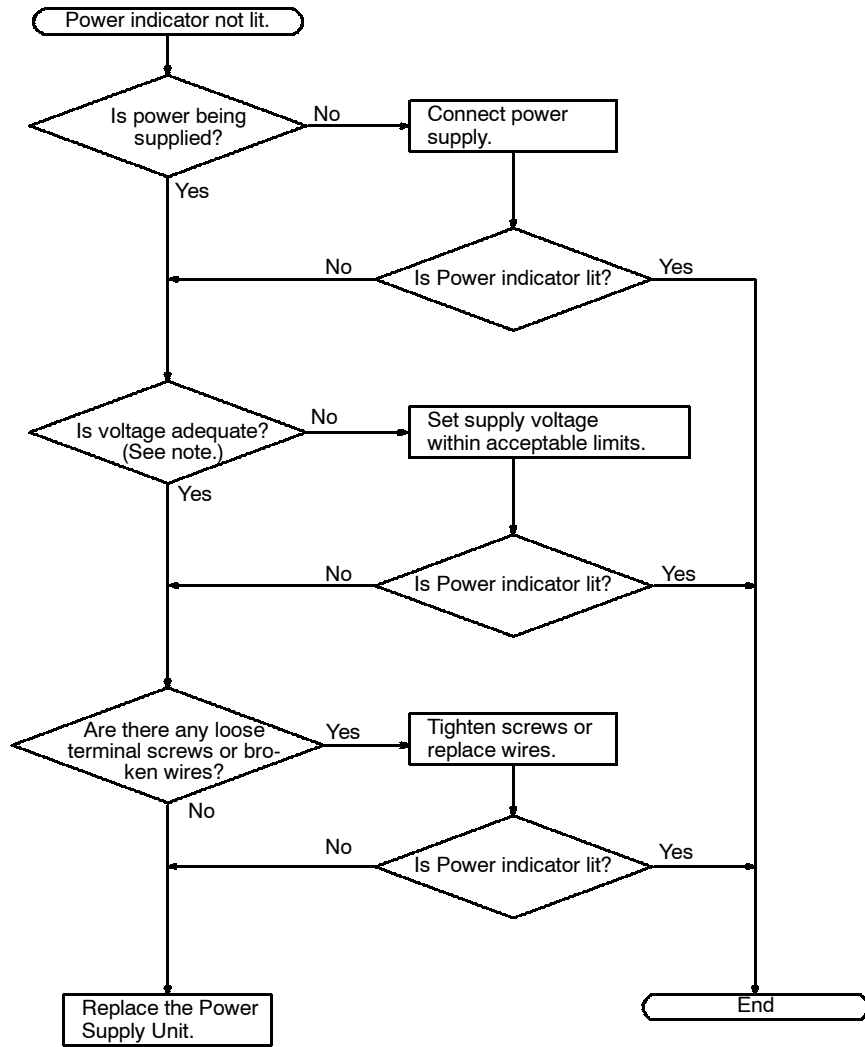 Power indicator not lit.
Is power being
supplied?
No
Connect power
supply.
Yes
No
Is Power indicator lit?
Yes
Is voltage adequate?
(See note.)
No
Set supply voltage
within acceptable limits.
Yes
No
Is Power indicator lit?
Yes
Are there any loose
terminal screws or bro-
ken wires?
Yes
Tighten screws or
replace wires.
No
No
Is Power indicator lit?
Yes
Replace the Power
Supply Unit.
End